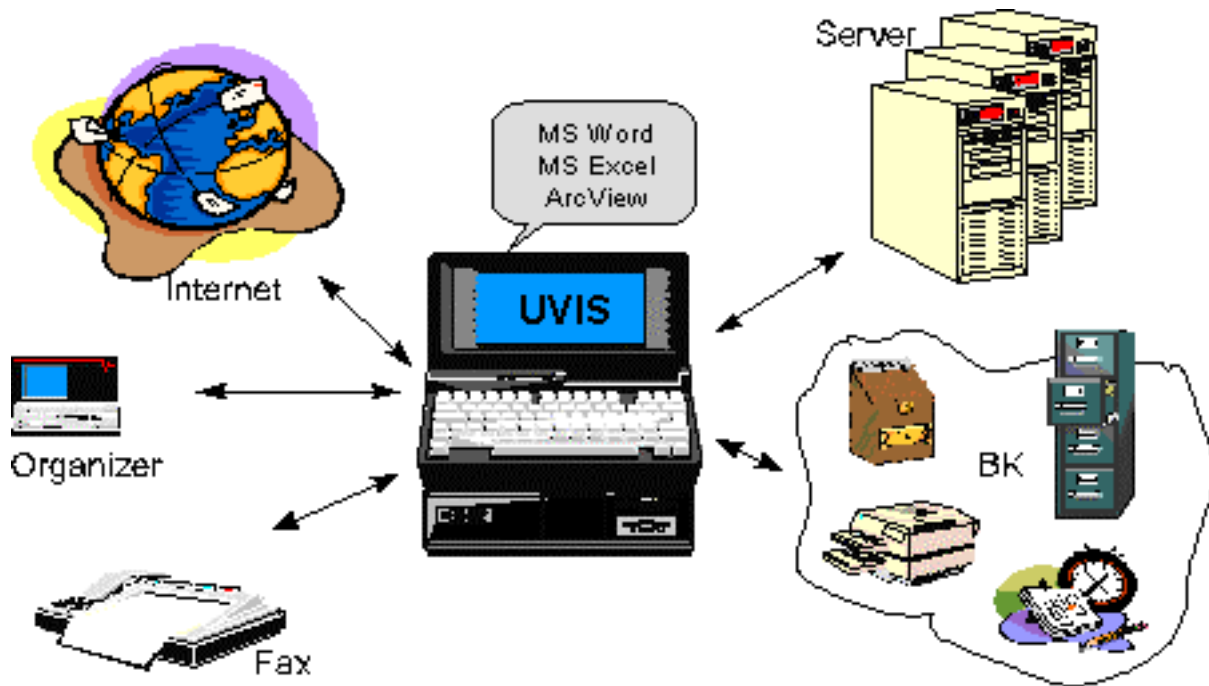 Server
MS Word
MS Excel
ArcView
Internet
UVIS
Organizer
BK
Fax